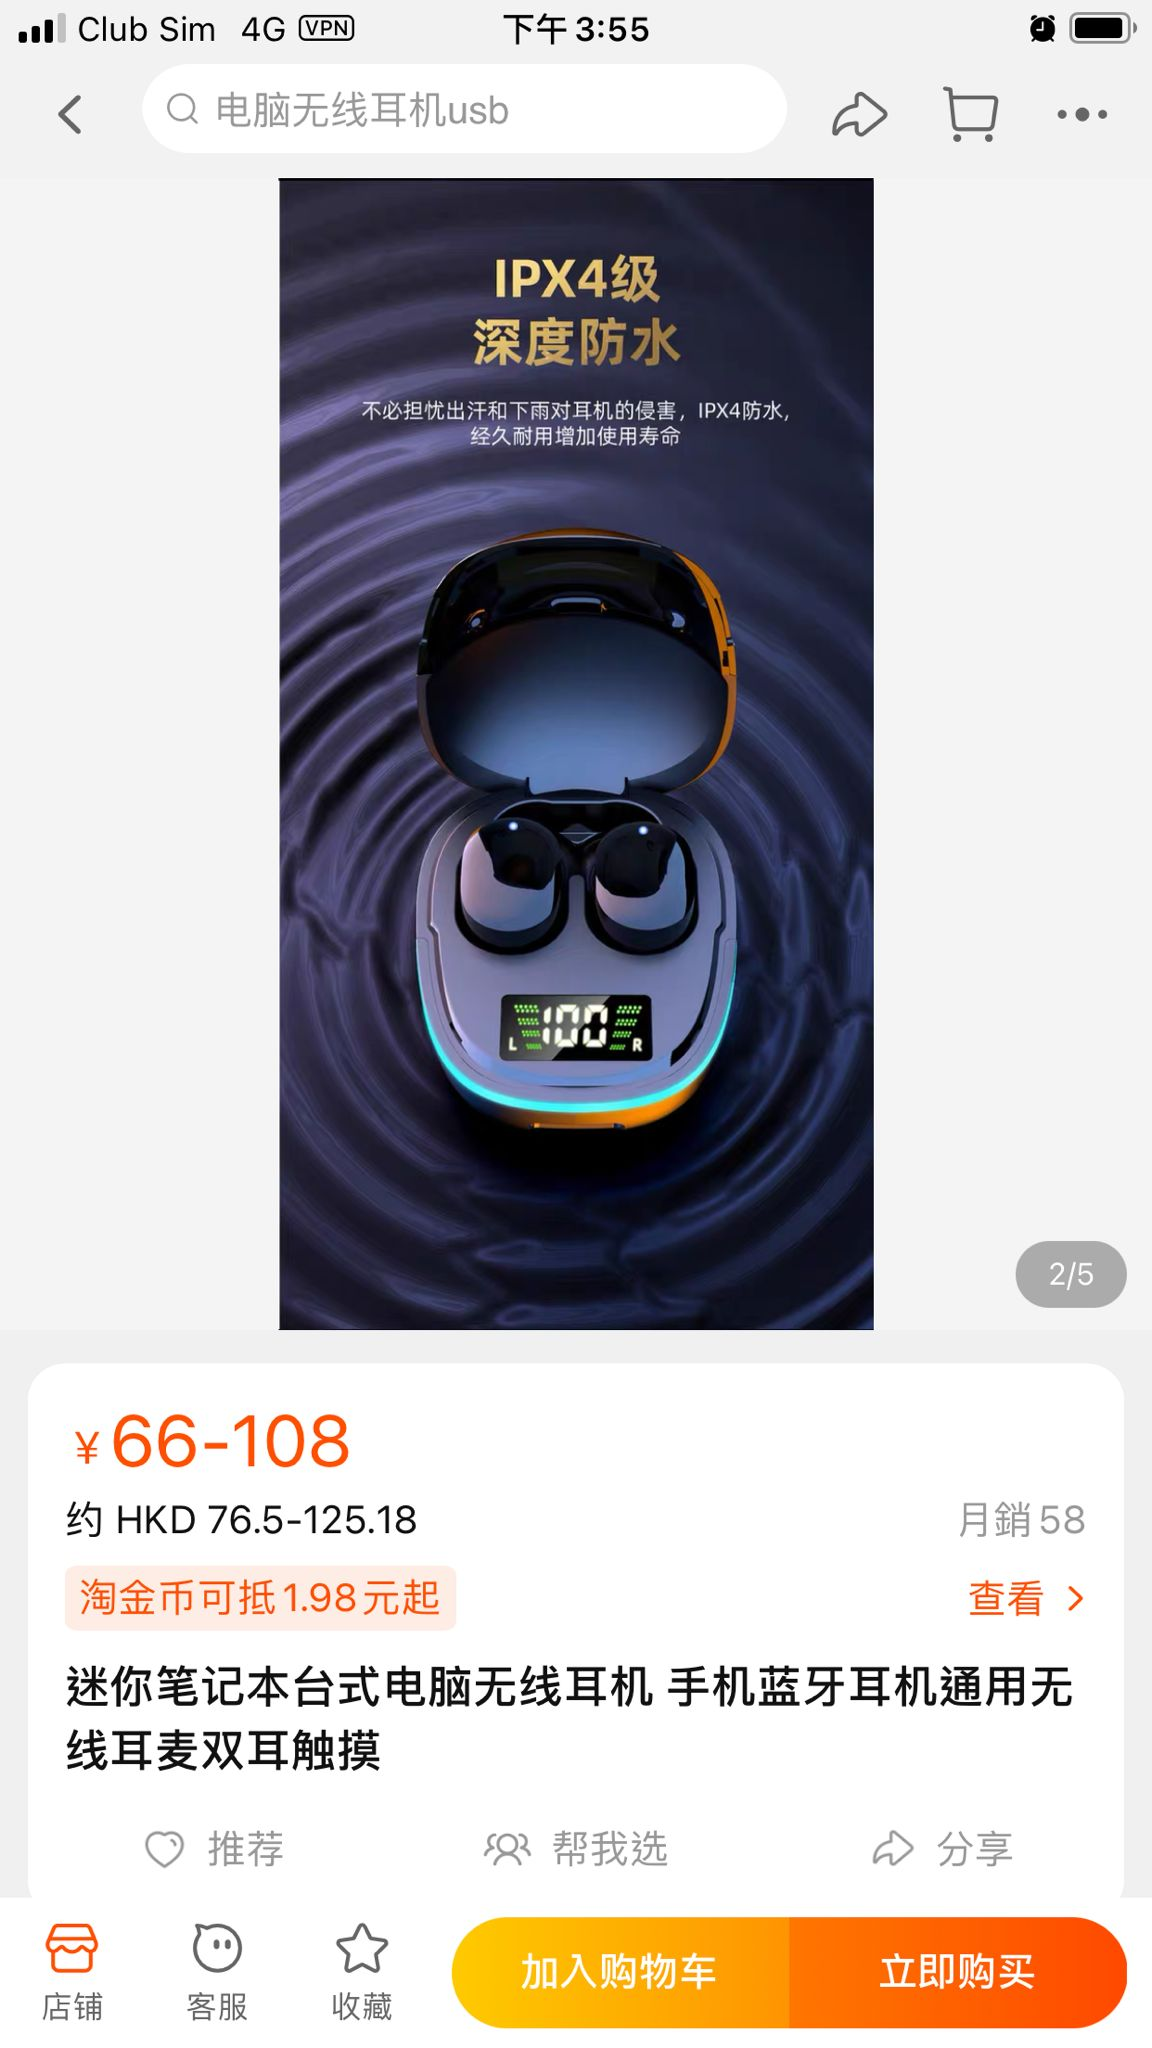 Club Sim 4G VPN 下午 3:55
电脑无线耳机usb
IPX4级
深度防水
不必担忧出汗和下雨对耳机的侵害，IPX4防水，
经久耐用增加使用寿命
L 100 R
2/5
¥ 66-108
约 HKD 76.5-125.18 月銷 58
淘金币可抵 1.98 元起 查看
迷你笔记本台式电脑无线耳机 手机蓝牙耳机通用无
线耳麦双耳触摸
推荐 帮我选 分享
店铺 客服 收藏 加入购物车 立即购买